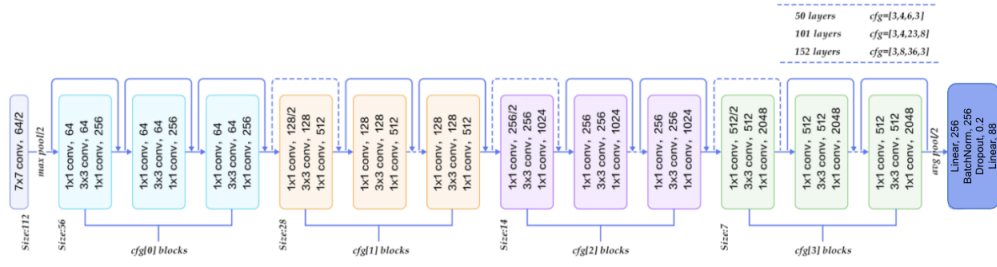 50 layers cfg=[3,4,6,3]
101 layers cfg=[3,4,23,8]
152 layers cfg=[3,8,36,3]
7x7 conv, 64/2
max pool/2
1x1 conv, 64
3x3 conv, 64
1x1 conv, 256
1x1 conv, 64
3x3 conv, 64
1x1 conv, 256
1x1 conv, 64
3x3 conv, 64
1x1 conv, 256
1x1 conv, 128/2
3x3 conv, 128
1x1 conv, 512
1x1 conv, 128
3x3 conv, 128
1x1 conv, 512
1x1 conv, 128
3x3 conv, 128
1x1 conv, 512
1x1 conv, 256/2
3x3 conv, 256
1x1 conv, 1024
1x1 conv, 256
3x3 conv, 256
1x1 conv, 1024
1x1 conv, 256
3x3 conv, 256
1x1 conv, 1024
1x1 conv, 512/2
3x3 conv, 512
1x1 conv, 2048
1x1 conv, 512
3x3 conv, 512
1x1 conv, 2048
1x1 conv, 512
3x3 conv, 512
1x1 conv, 2048
avg pool/2
Linear, 256
BatchNorm, 256
Dropout, 0.2
Linear, 88
Size:112
Size:56
cfg[0] blocks
Size:28
cfg[1] blocks
Size:14
cfg[2] blocks
Size:7
cfg[3] blocks